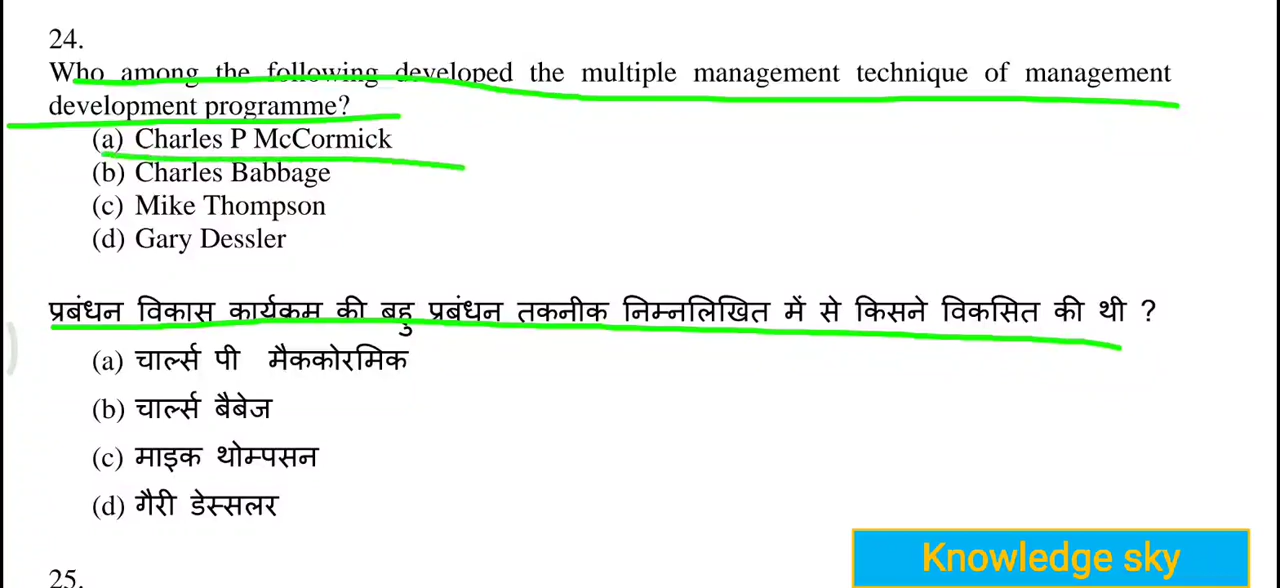 24.
Who among the following developed the multiple management technique of management
development programme?
(a) Charles P McCormick
(b) Charles Babbage
(c) Mike Thompson
(d) Gary Dessler
प्रबंधन विकास कार्यकम की बहु प्रबंधन तकनीक निम्नलिखित में से किसने विकसित की थी ?
(a) चार्ल्स पी मैककोरमिक
(b) चार्ल्स बैबेज
(c) माइक थोम्पसन
(d) गैरी डेस्सलर
25.
Knowledge sky